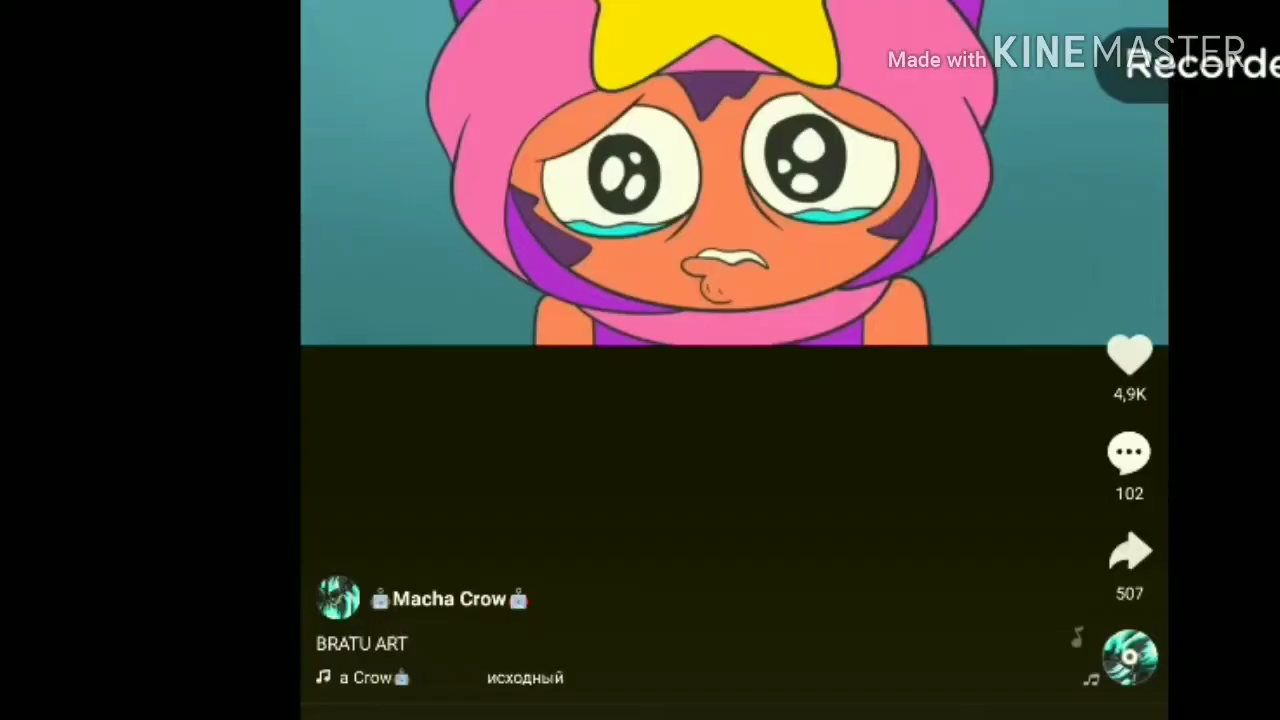 Made with KINEMASTER
Recorde
4,9K
102
507
Macha Crow
BRATU ART
a Crow исходный